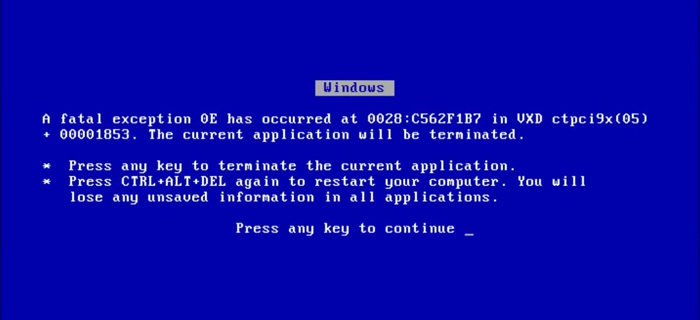 Windows
A fatal exception 0E has occurred at 0028:C562F1B7 in VXD ctpci9x(05)
+ 00001853. The current application will be terminated.
* Press any key to terminate the current application.
* Press CTRL+ALT+DEL again to restart your computer. You will
lose any unsaved information in all applications.
Press any key to continue _